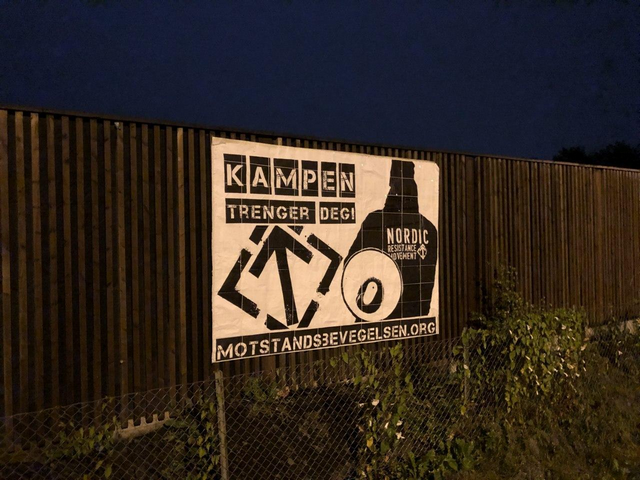 KAMPEN
TRENGER DEG!
NORDIC
RESISTANCE
MOVEMENT
MOTSTANDSBEVEGELSEN.ORG